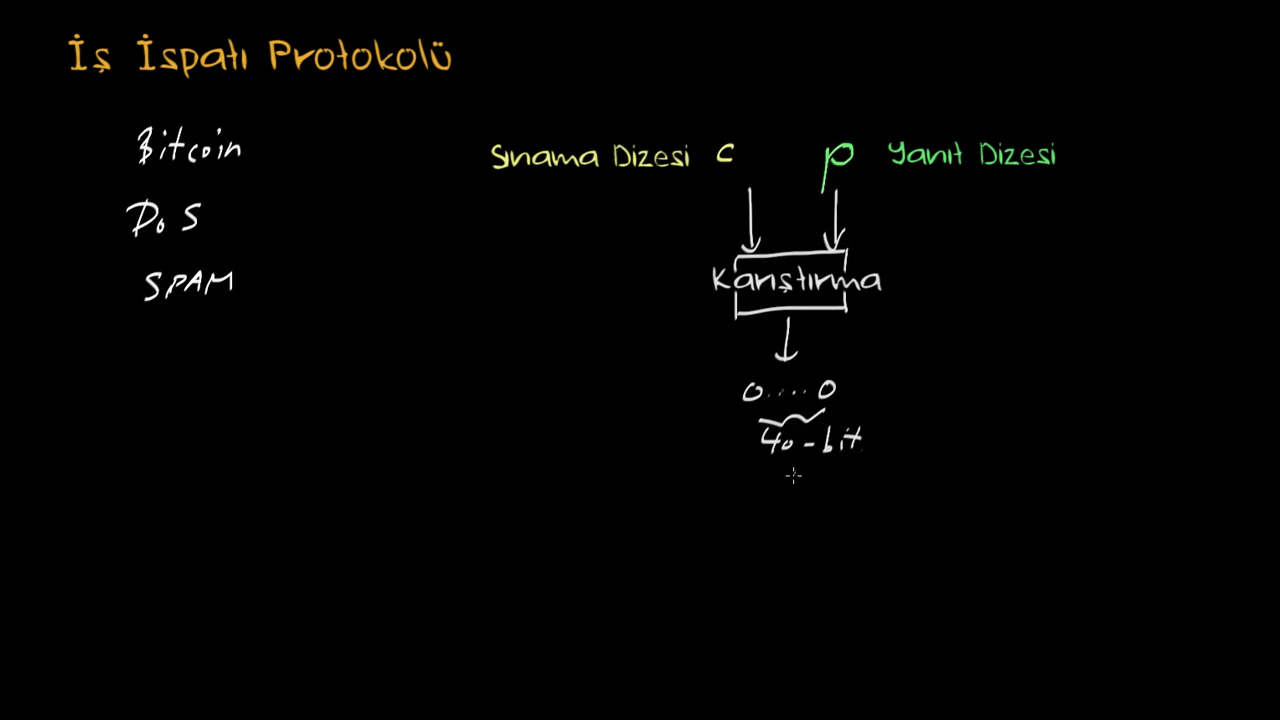 İş İspatı Protokolü
Bitcoin
DoS
SPAM
Sınama Dizesi c p Yanıt Dizesi
Karıştırma
0....0
40-bit